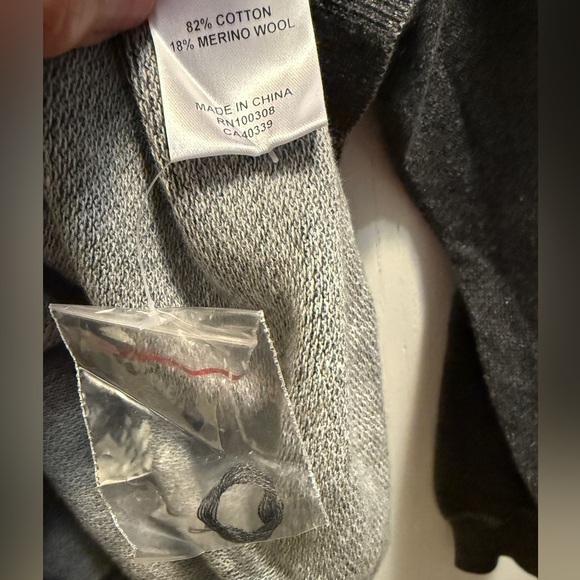 82% COTTON
18% MERINO WOOL
MADE IN CHINA
RN100308
CA40339